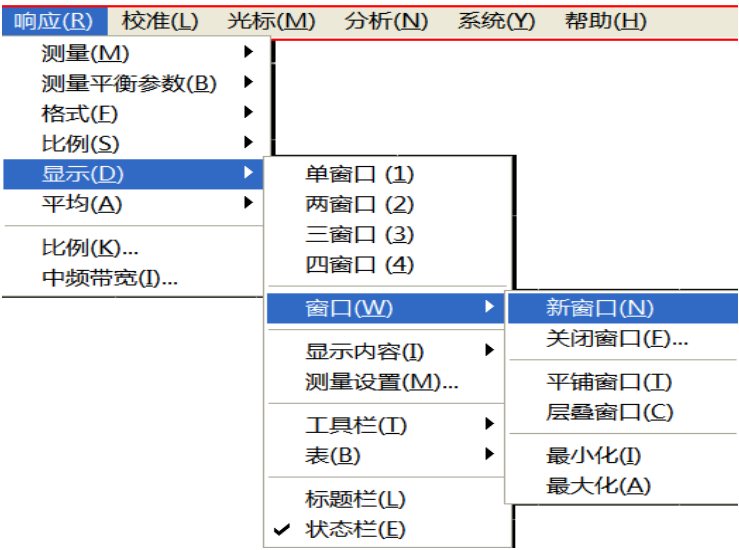 响应(R) 校准(L) 光标(M) 分析(N) 系统(Y) 帮助(H)
测量(M)
测量平衡参数(B)
格式(F)
比例(S)
显示(D)
平均(A)
比例(K)...
中频带宽(I)...
单窗口 (1)
两窗口 (2)
三窗口 (3)
四窗口 (4)
窗口(W)
显示内容(I)
测量设置(M)...
工具栏(T)
表(B)
标题栏(L)
状态栏(E)
新窗口(N)
关闭窗口(F)...
平铺窗口(T)
层叠窗口(C)
最小化(I)
最大化(A)